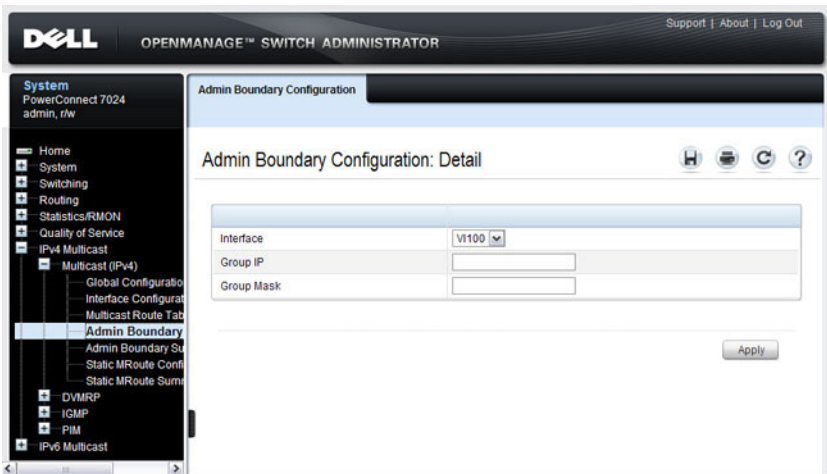 Support | About | Log Out
DELL OPENMANAGE™ SWITCH ADMINISTRATOR
System
PowerConnect 7024
admin, r/w
Admin Boundary Configuration
Home
System
Switching
Routing
Statistics/RMON
Quality of Service
IPv4 Multicast
Multicast (IPv4)
Global Configuratio
Interface Configurat
Multicast Route Tab
Admin Boundary
Admin Boundary Su
Static MRoute Confi
Static MRoute Summ
DVMRP
IGMP
PIM
IPv6 Multicast
Admin Boundary Configuration: Detail
?
Interface Vl100
Group IP
Group Mask
Apply